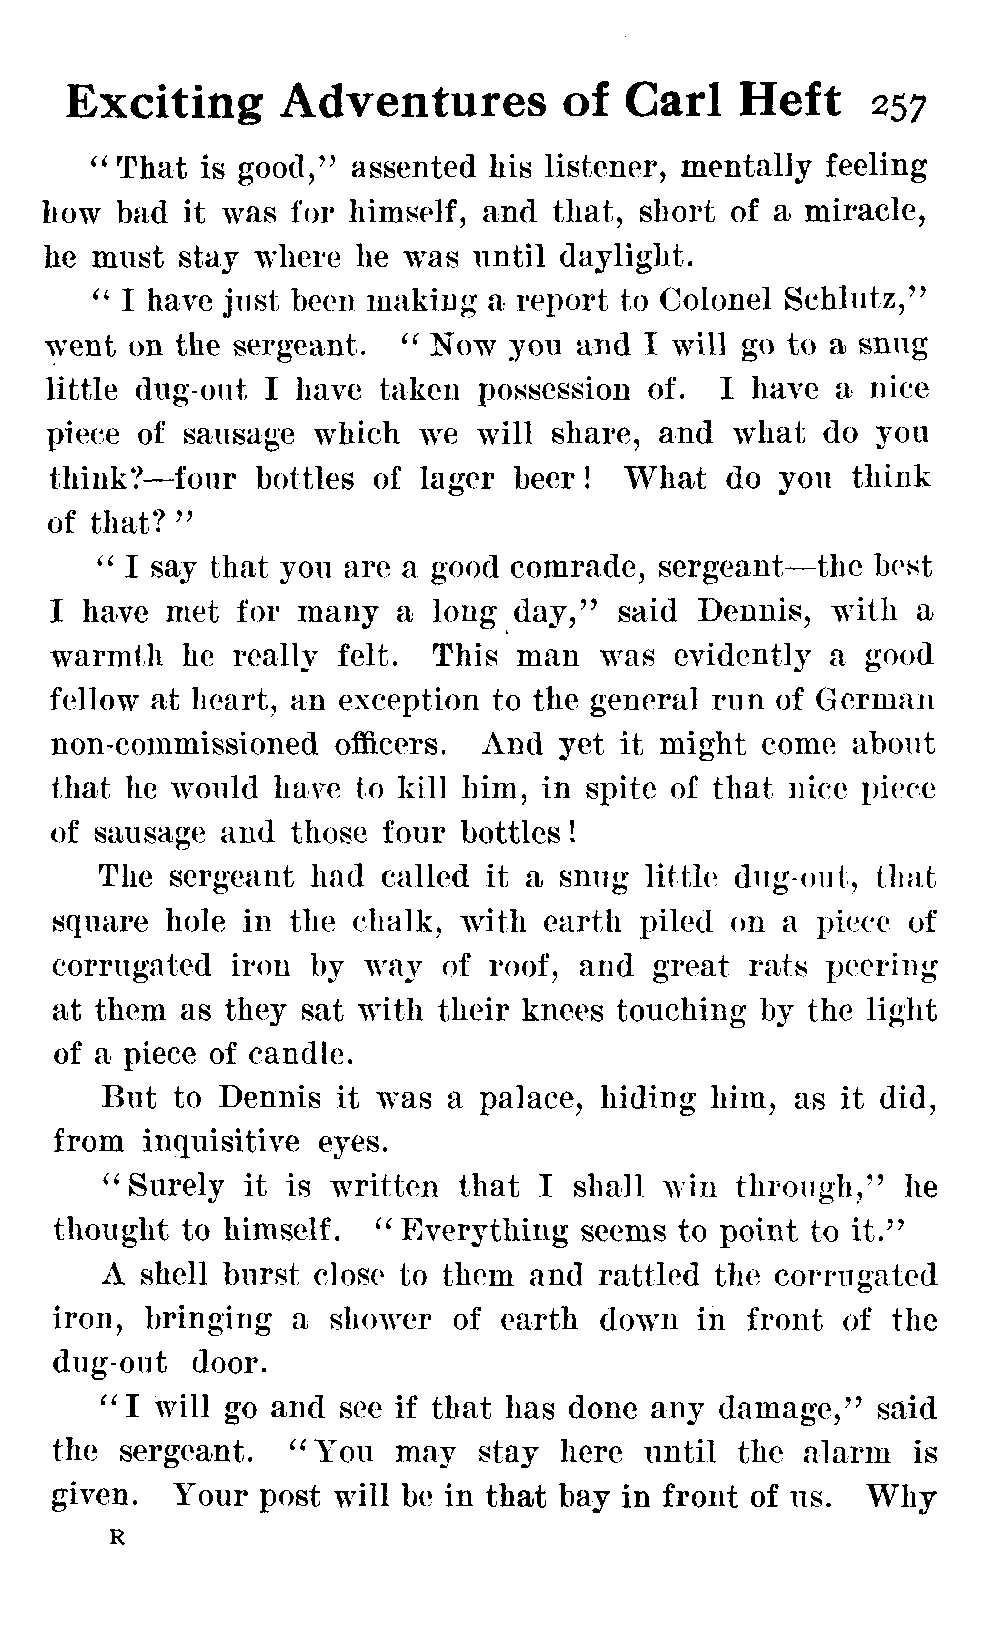 Exciting Adventures of Carl Heft 257
"That is good," assented his listener, mentally feeling
how bad it was for himself, and that, short of a miracle,
he must stay where he was until daylight.
"I have just been making a report to Colonel Schlutz,"
went on the sergeant. "Now you and I will go to a snug
little dug-out I have taken possession of. I have a nice
piece of sausage which we will share, and what do you
think?—four bottles of lager beer! What do you think
of that?"
"I say that you are a good comrade, sergeant—the best
I have met for many a long day," said Dennis, with a
warmth he really felt. This man was evidently a good
fellow at heart, an exception to the general run of German
non-commissioned officers. And yet it might come about
that he would have to kill him, in spite of that nice piece
of sausage and those four bottles!
The sergeant had called it a snug little dug-out, that
square hole in the chalk, with earth piled on a piece of
corrugated iron by way of roof, and great rats peering
at them as they sat with their knees touching by the light
of a piece of candle.
But to Dennis it was a palace, hiding him, as it did,
from inquisitive eyes.
"Surely it is written that I shall win through," he
thought to himself. "Everything seems to point to it."
A shell burst close to them and rattled the corrugated
iron, bringing a shower of earth down in front of the
dug-out door.
"I will go and see if that has done any damage," said
the sergeant. "You may stay here until the alarm is
given. Your post will be in that bay in front of us. Why
R